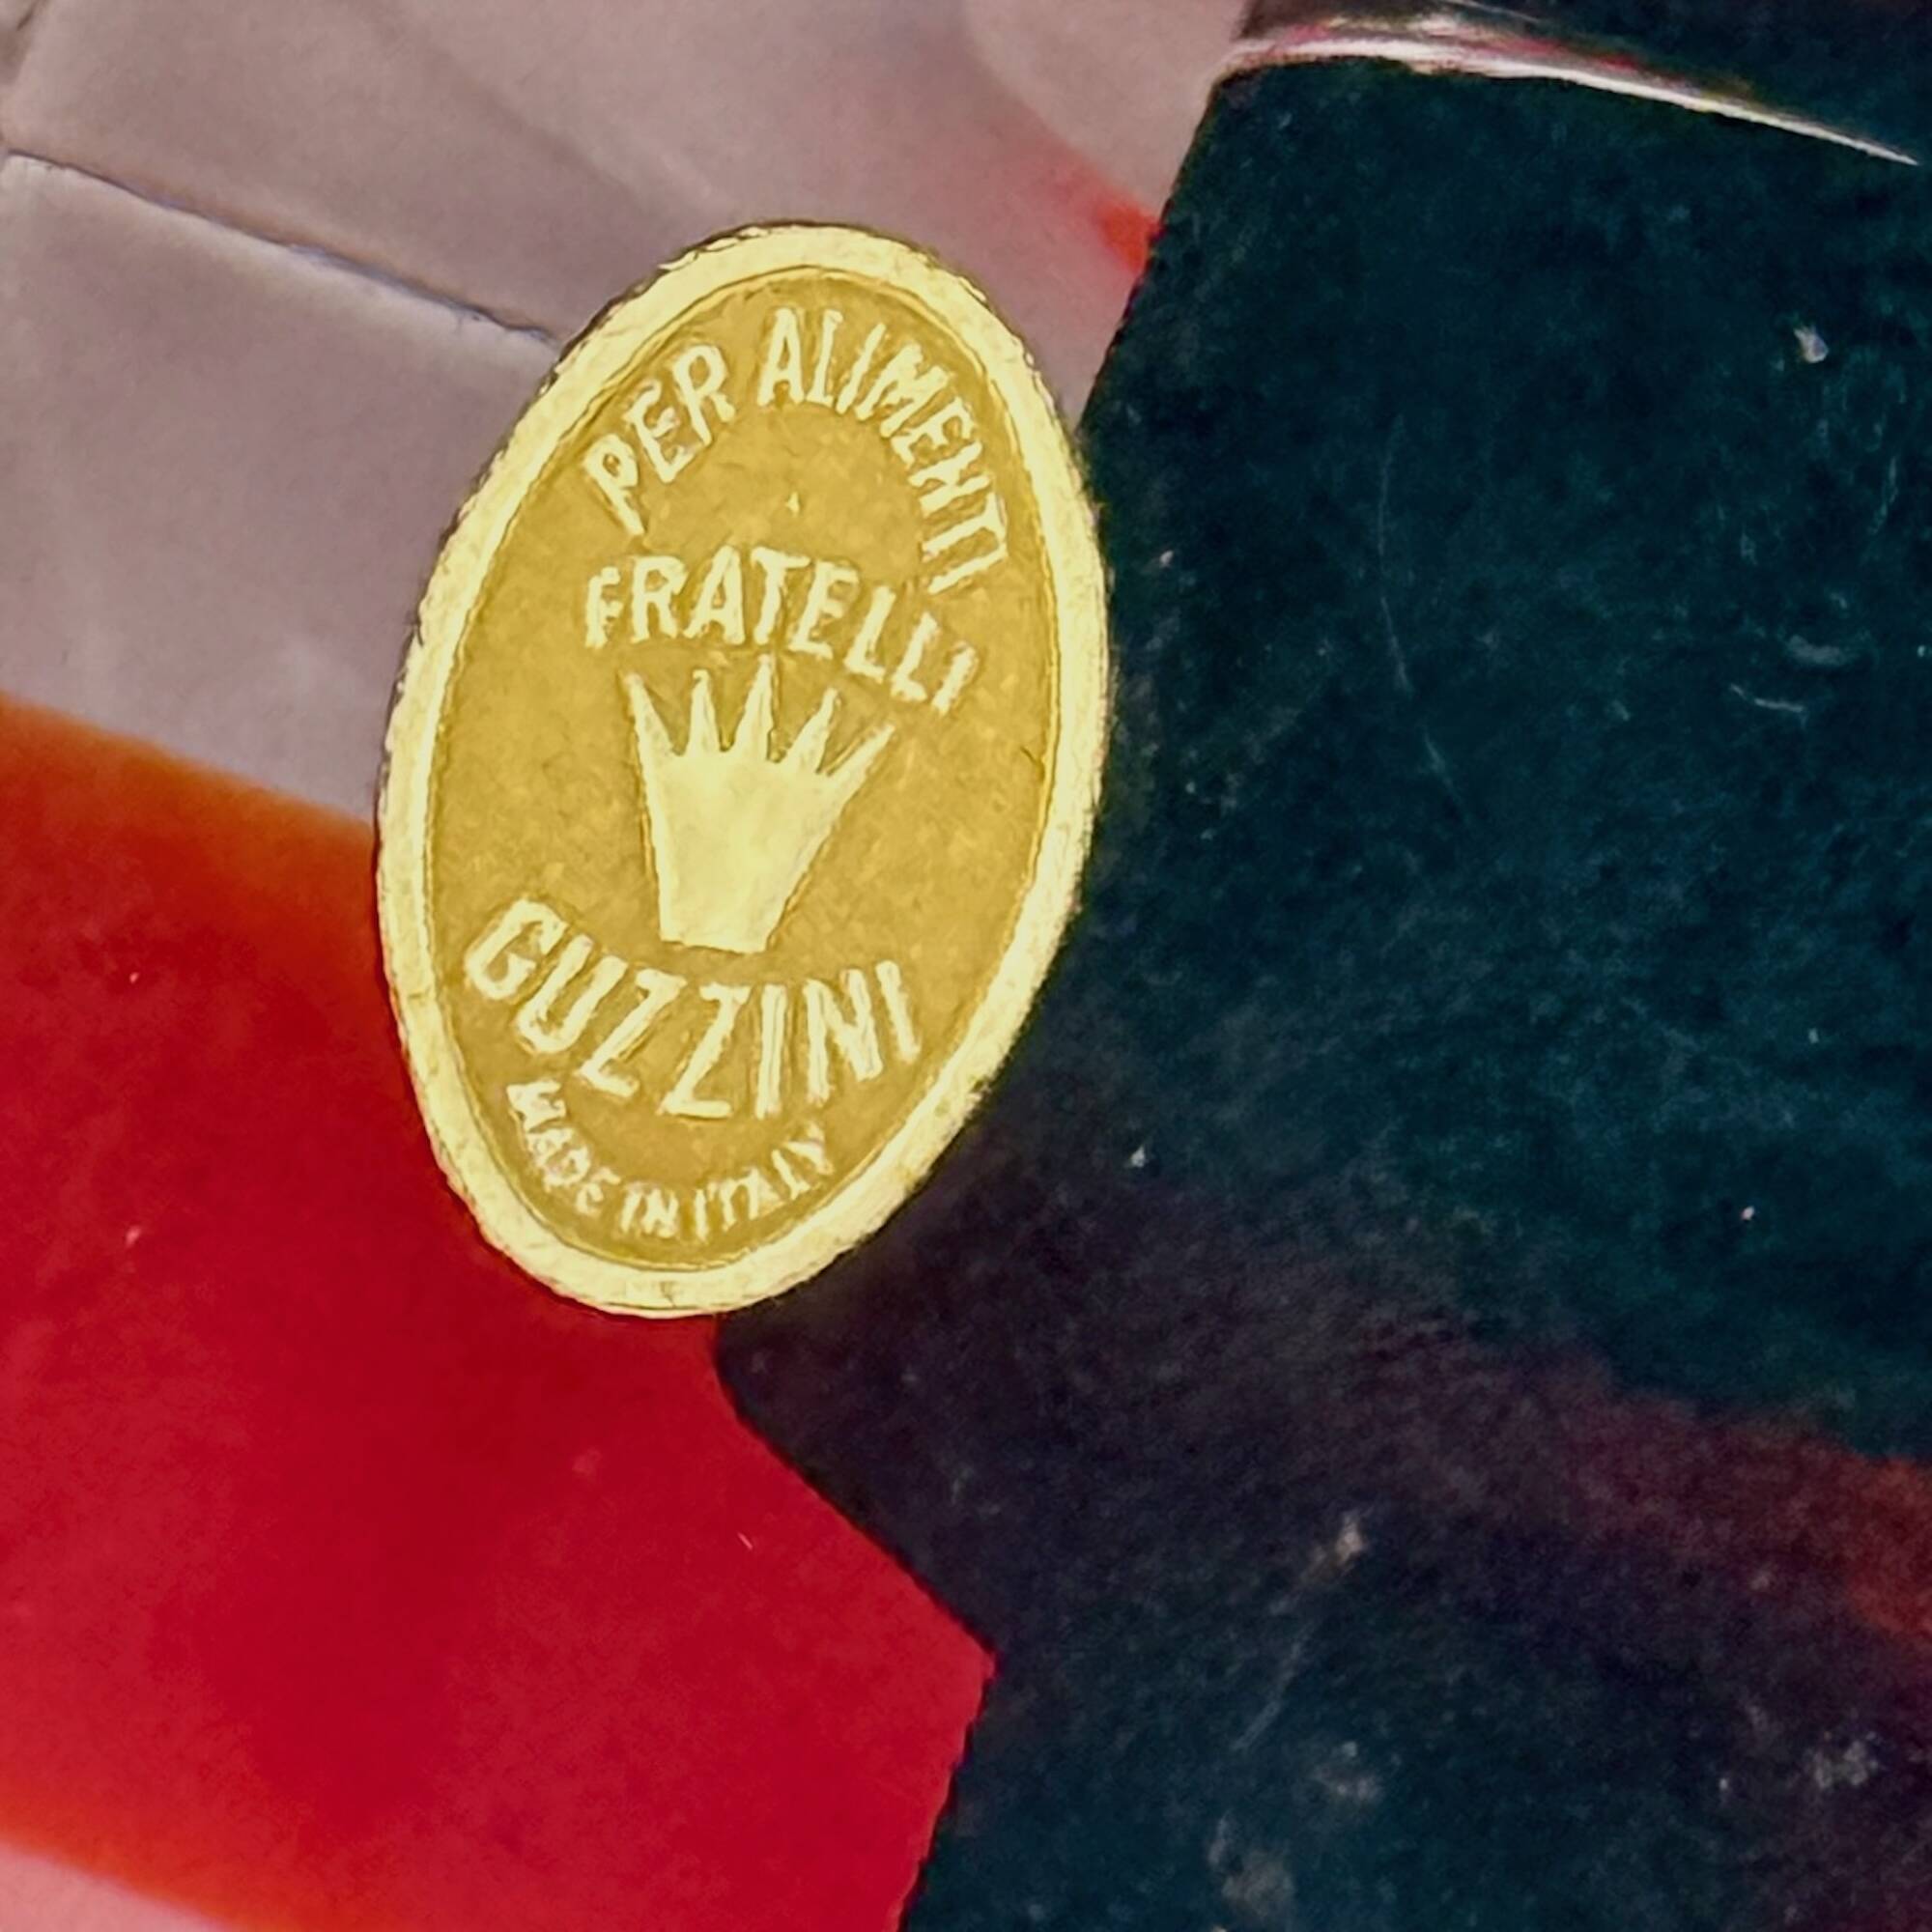 PER ALIMENTI
FRATELLI
GUZZINI
MADE IN ITALY